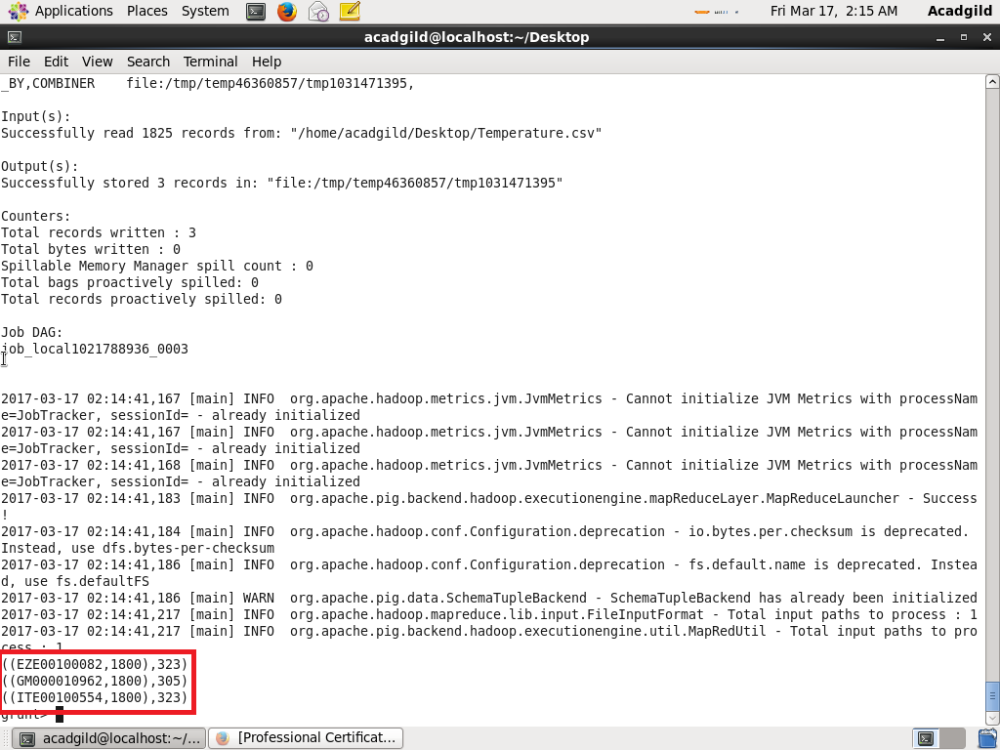 Applications Places System Fri Mar 17, 2:15 AM Acadgild
acadgild@localhost:~/Desktop
File Edit View Search Terminal Help
_BY,COMBINER    file:/tmp/temp46360857/tmp1031471395,
Input(s):
Successfully read 1825 records from: "/home/acadgild/Desktop/Temperature.csv"
Output(s):
Successfully stored 3 records in: "file:/tmp/temp46360857/tmp1031471395"
Counters:
Total records written : 3
Total bytes written : 0
Spillable Memory Manager spill count : 0
Total bags proactively spilled: 0
Total records proactively spilled: 0
Job DAG:
job_local1021788936_0003
2017-03-17 02:14:41,167 [main] INFO  org.apache.hadoop.metrics.jvm.JvmMetrics - Cannot initialize JVM Metrics with processNam
e=JobTracker, sessionId= - already initialized
2017-03-17 02:14:41,167 [main] INFO  org.apache.hadoop.metrics.jvm.JvmMetrics - Cannot initialize JVM Metrics with processNam
e=JobTracker, sessionId= - already initialized
2017-03-17 02:14:41,168 [main] INFO  org.apache.hadoop.metrics.jvm.JvmMetrics - Cannot initialize JVM Metrics with processNam
e=JobTracker, sessionId= - already initialized
2017-03-17 02:14:41,183 [main] INFO  org.apache.pig.backend.hadoop.executionengine.mapReduceLayer.MapReduceLauncher - Success
!
2017-03-17 02:14:41,184 [main] INFO  org.apache.hadoop.conf.Configuration.deprecation - io.bytes.per.checksum is deprecated.
Instead, use dfs.bytes-per-checksum
2017-03-17 02:14:41,186 [main] INFO  org.apache.hadoop.conf.Configuration.deprecation - fs.default.name is deprecated. Instea
d, use fs.defaultFS
2017-03-17 02:14:41,186 [main] WARN  org.apache.pig.data.SchemaTupleBackend - SchemaTupleBackend has already been initialized
2017-03-17 02:14:41,217 [main] INFO  org.apache.hadoop.mapreduce.lib.input.FileInputFormat - Total input paths to process : 1
2017-03-17 02:14:41,217 [main] INFO  org.apache.pig.backend.hadoop.executionengine.util.MapRedUtil - Total input paths to pro
cess : 1
((EZE00100082,1800),323)
((GM000010962,1800),305)
((ITE00100554,1800),323)
grunt>
acadgild@localhost:~/... [Professional Certificat...